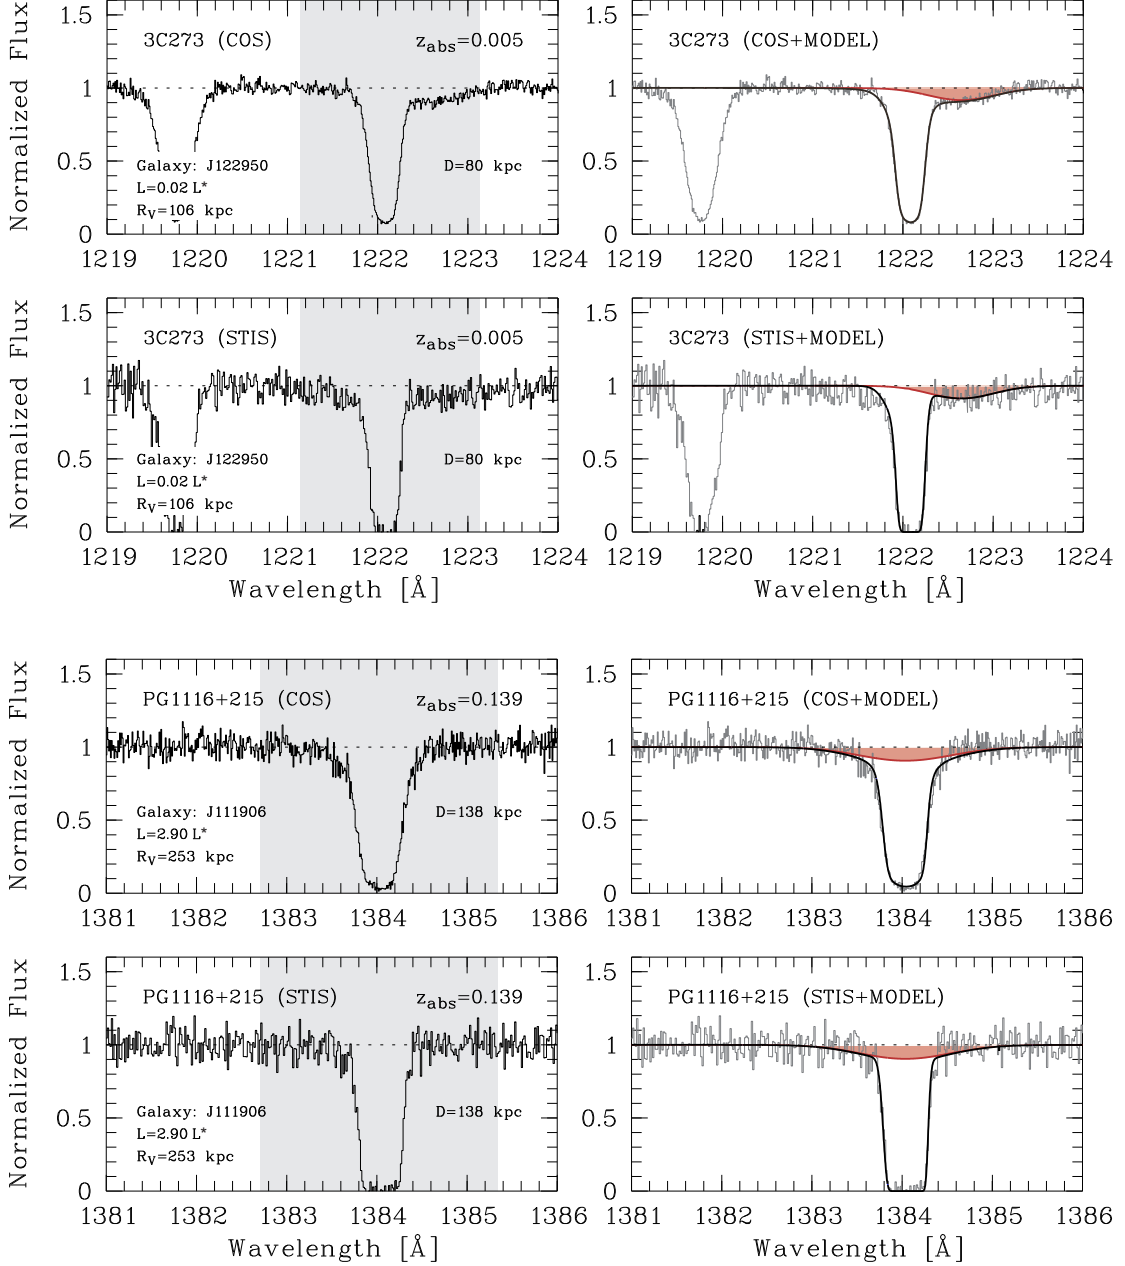 Normalized Flux
1.5
1
0.5
0
3C273 (COS)
z_abs=0.005
Galaxy: J122950
L=0.02 L*
R_V=106 kpc
D=80 kpc
1219 1220 1221 1222 1223 1224
1.5
1
0.5
0
3C273 (COS+MODEL)
1219 1220 1221 1222 1223 1224
Normalized Flux
1.5
1
0.5
0
3C273 (STIS)
z_abs=0.005
Galaxy: J122950
L=0.02 L*
R_V=106 kpc
D=80 kpc
1219 1220 1221 1222 1223 1224
Wavelength [Å]
1.5
1
0.5
0
3C273 (STIS+MODEL)
1219 1220 1221 1222 1223 1224
Wavelength [Å]
Normalized Flux
1.5
1
0.5
0
PG1116+215 (COS)
z_abs=0.139
Galaxy: J111906
L=2.90 L*
R_V=253 kpc
D=138 kpc
1381 1382 1383 1384 1385 1386
1.5
1
0.5
0
PG1116+215 (COS+MODEL)
1381 1382 1383 1384 1385 1386
Normalized Flux
1.5
1
0.5
0
PG1116+215 (STIS)
z_abs=0.139
Galaxy: J111906
L=2.90 L*
R_V=253 kpc
D=138 kpc
1381 1382 1383 1384 1385 1386
Wavelength [Å]
1.5
1
0.5
0
PG1116+215 (STIS+MODEL)
1381 1382 1383 1384 1385 1386
Wavelength [Å]